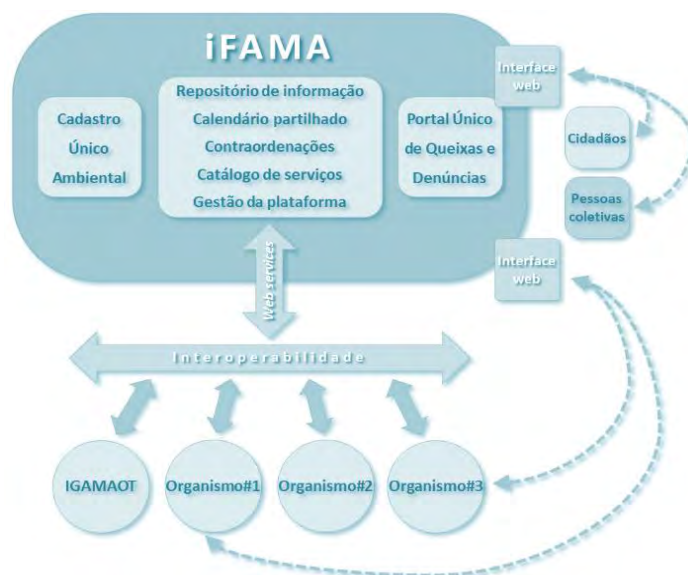 iFAMA
Interface
web
Cadastro
Único
Ambiental
Repositório de informação
Calendário partilhado
Contraordenações
Catálogo de serviços
Gestão da plataforma
Portal Único
de Queixas e
Denúncias
Cidadãos
Pessoas
coletivas
Interface
web
Web services
Interoperabilidade
IGAMAOT
Organismo#1
Organismo#2
Organismo#3